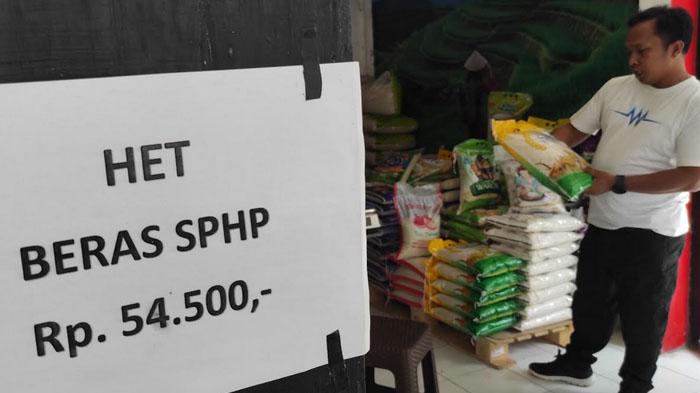 HET
BERAS SPHP
Rp. 54.500,-